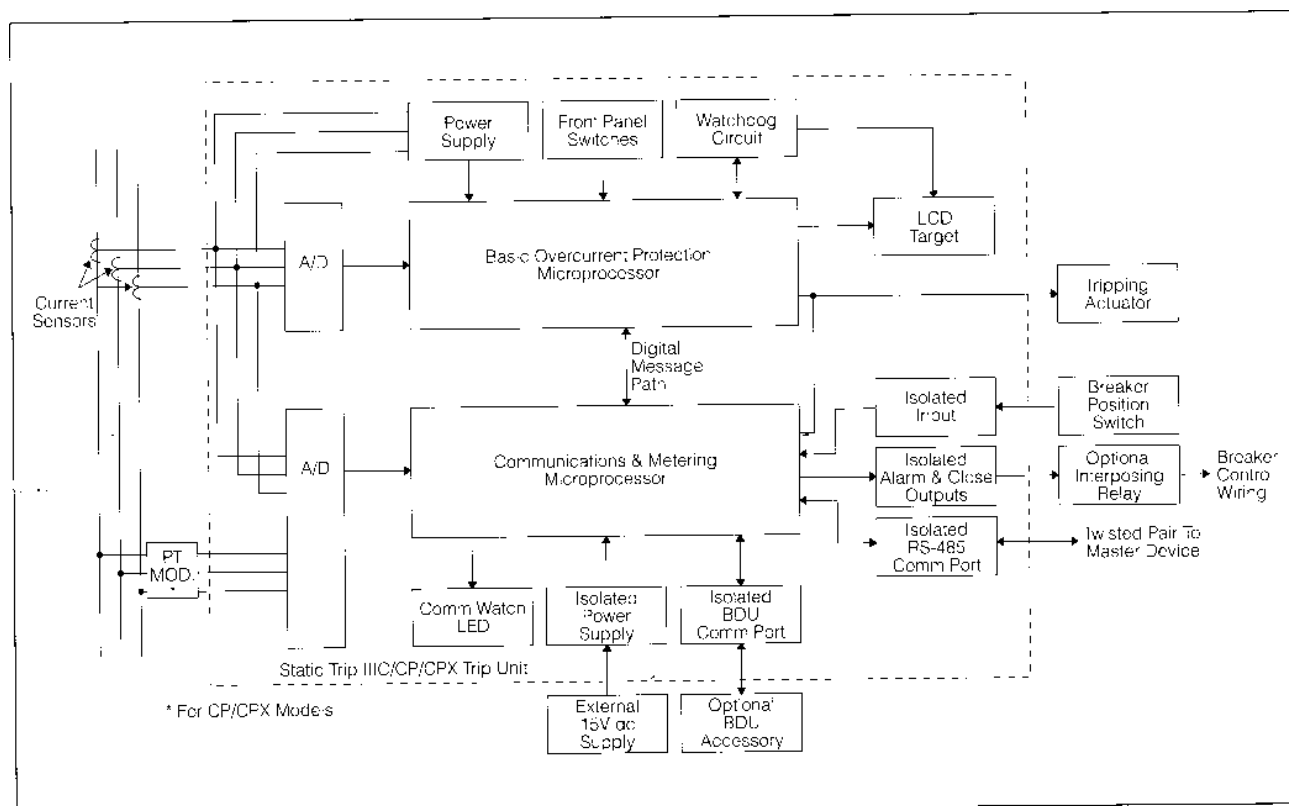 Power
Supply
Front Panel
Switches
Watchdog
Circuit
LCD
Target
A/D
Basic Overcurrent Protection
Microprocessor
Current
Sensors
Tripping
Actuator
Digital
Message
Path
Isolated
Input
Breaker
Position
Switch
A/D
Communications & Metering
Microprocessor
Isolated
Alarm & Close
Outputs
Optional
Interposing
Relay
Breaker
Control
Wiring
Isolated
RS-485
Comm Port
Twisted Pair To
Master Device
PT
MOD.
*
Comm Watch
LED
Isolated
Power
Supply
Isolated
BDU
Comm Port
Static Trip IIIC/CP/CPX Trip Unit
* For CP/CPX Models
External
15V ac
Supply
Optional
BDU
Accessory